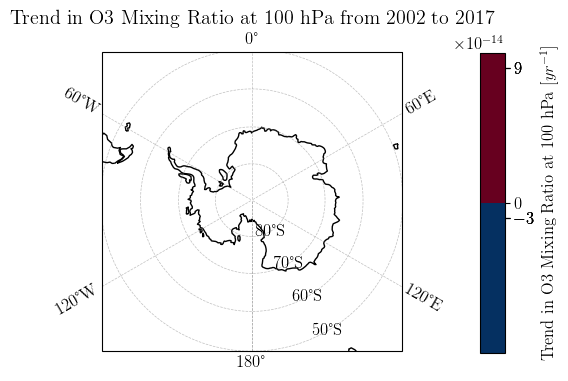 Trend in O3 Mixing Ratio at 100 hPa from 2002 to 2017
0°
×10⁻¹⁴
60°W
60°E
9
0
−3
80°S
70°S
60°S
50°S
120°W
120°E
180°
Trend in O3 Mixing Ratio at 100 hPa [yr⁻¹]